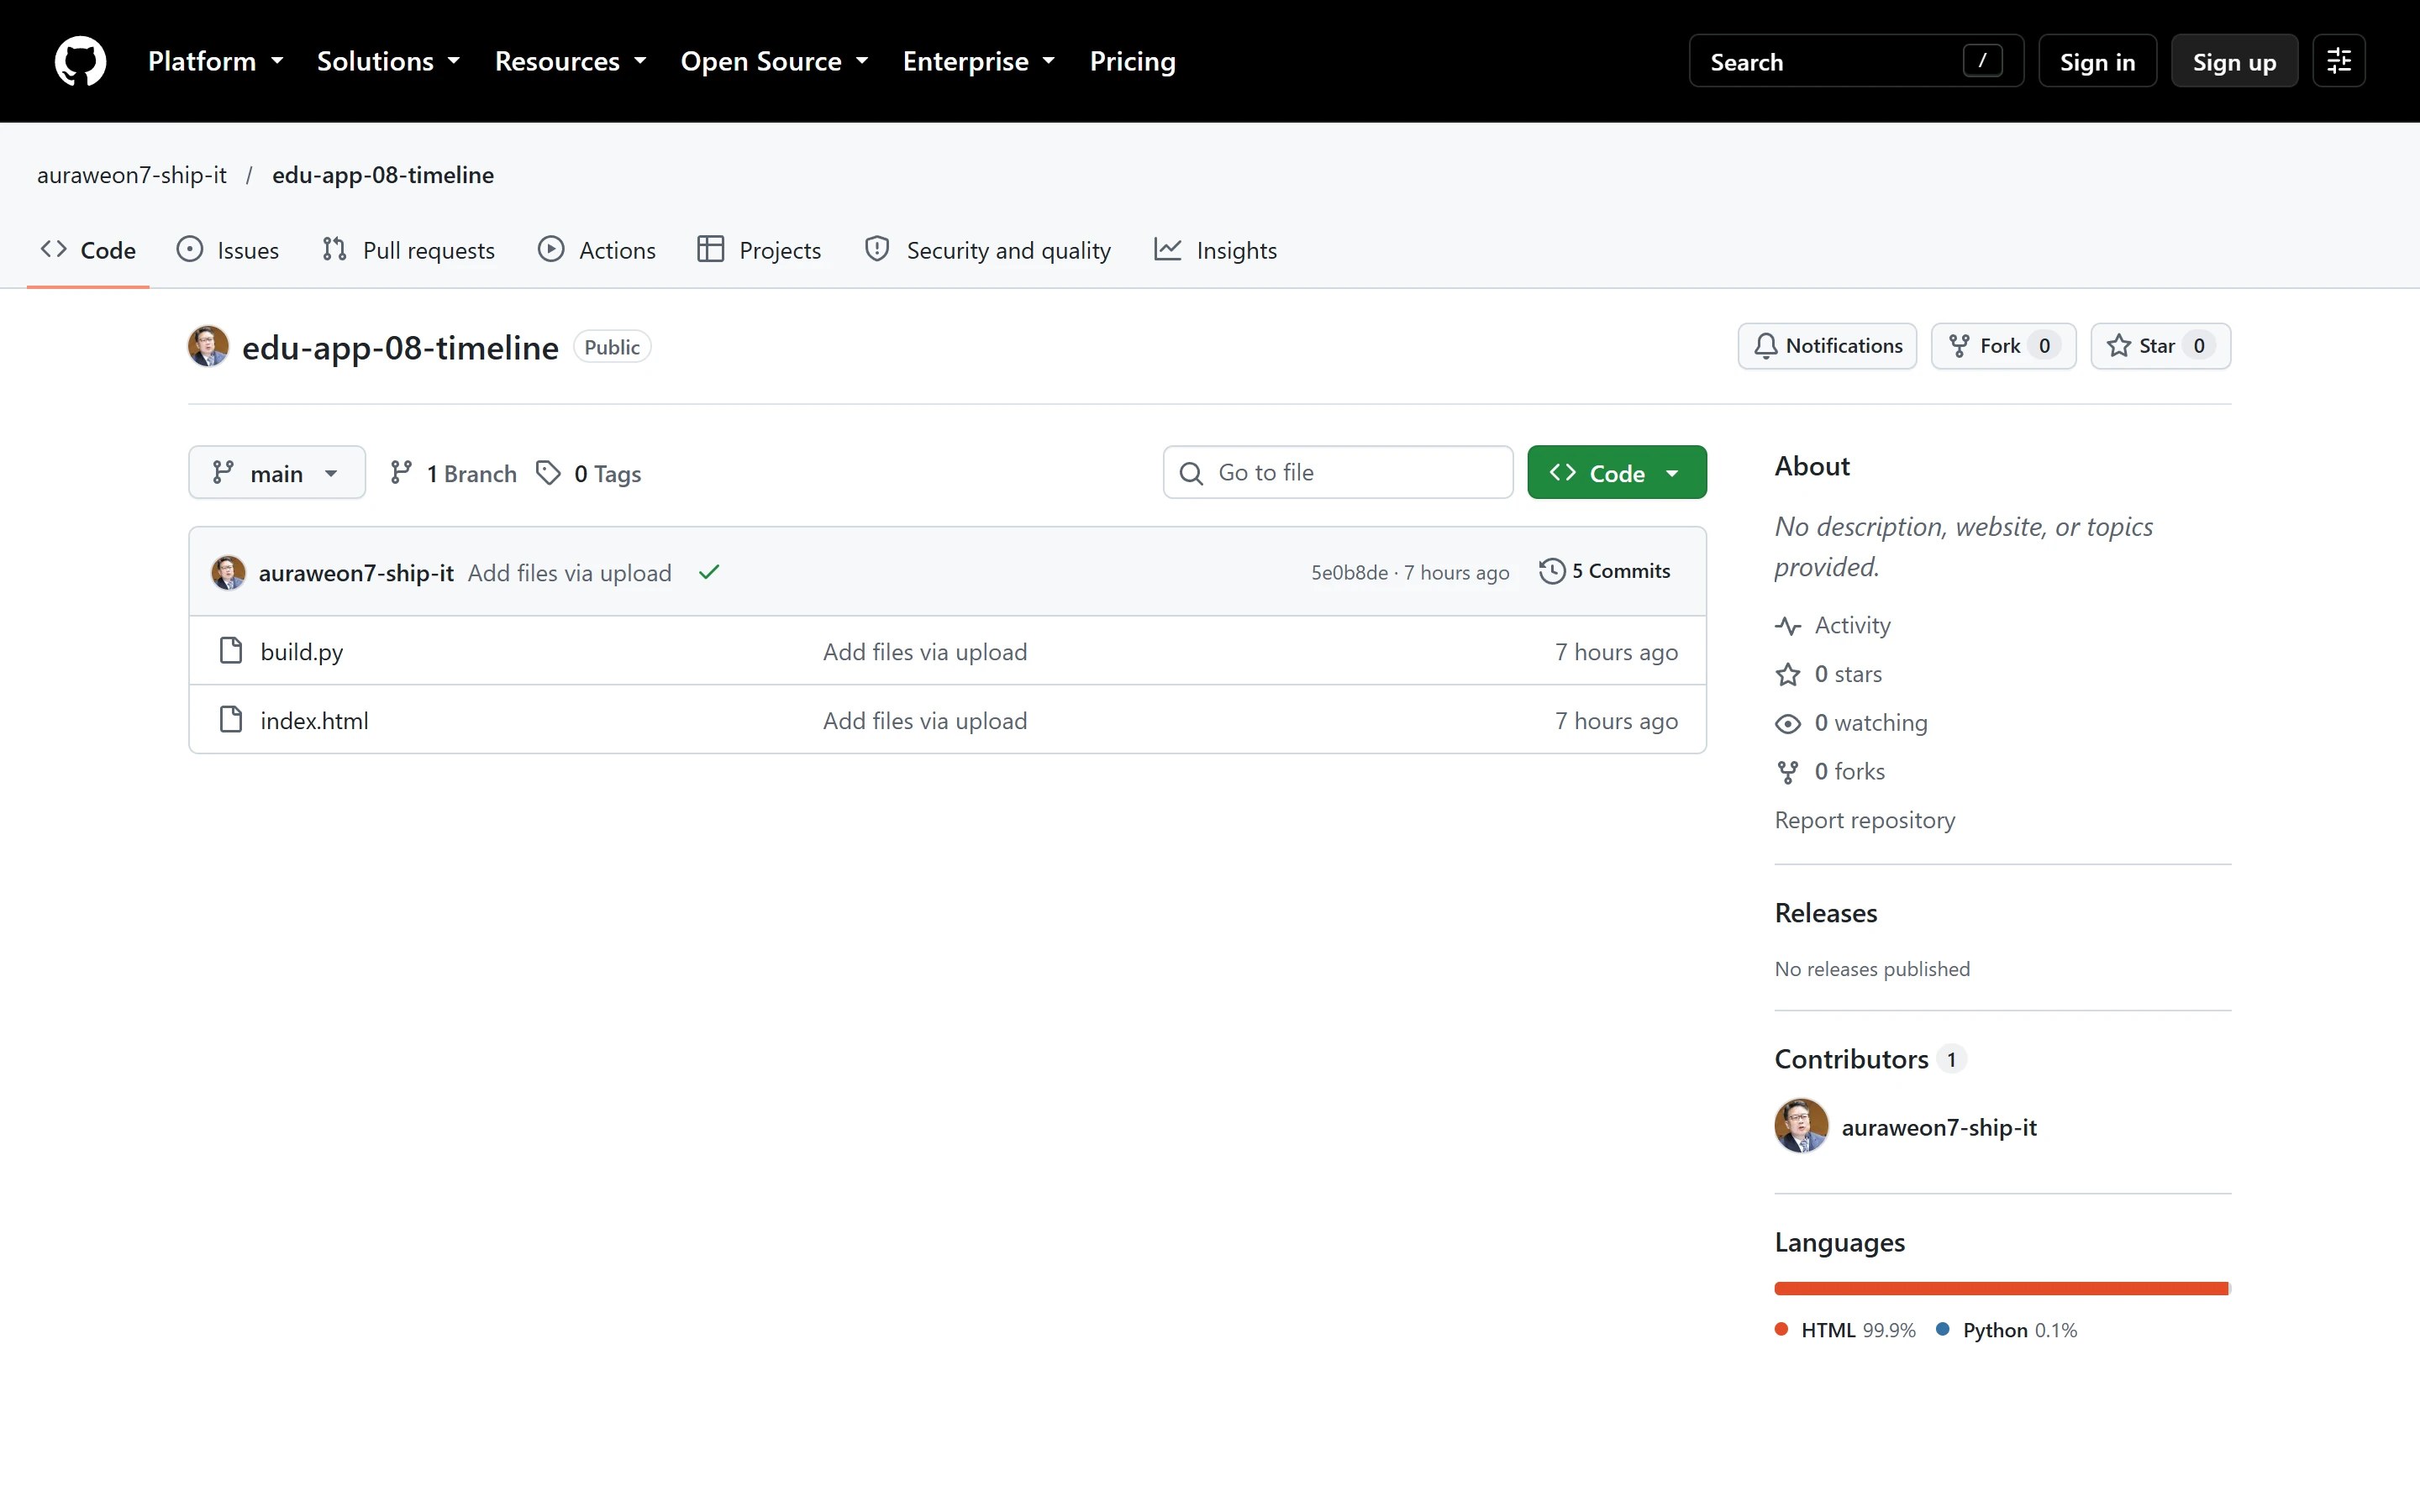 Platform Solutions Resources Open Source Enterprise Pricing Search / Sign in Sign up
auraweon7-ship-it / edu-app-08-timeline
Code Issues Pull requests Actions Projects Security and quality Insights
edu-app-08-timeline Public Notifications Fork 0 Star 0
main 1 Branch 0 Tags Go to file Code
auraweon7-ship-it Add files via upload 5e0b8de · 7 hours ago 5 Commits
build.py Add files via upload 7 hours ago
index.html Add files via upload 7 hours ago
About
No description, website, or topics
provided.
Activity
0 stars
0 watching
0 forks
Report repository
Releases
No releases published
Contributors 1
auraweon7-ship-it
Languages
HTML 99.9% Python 0.1%